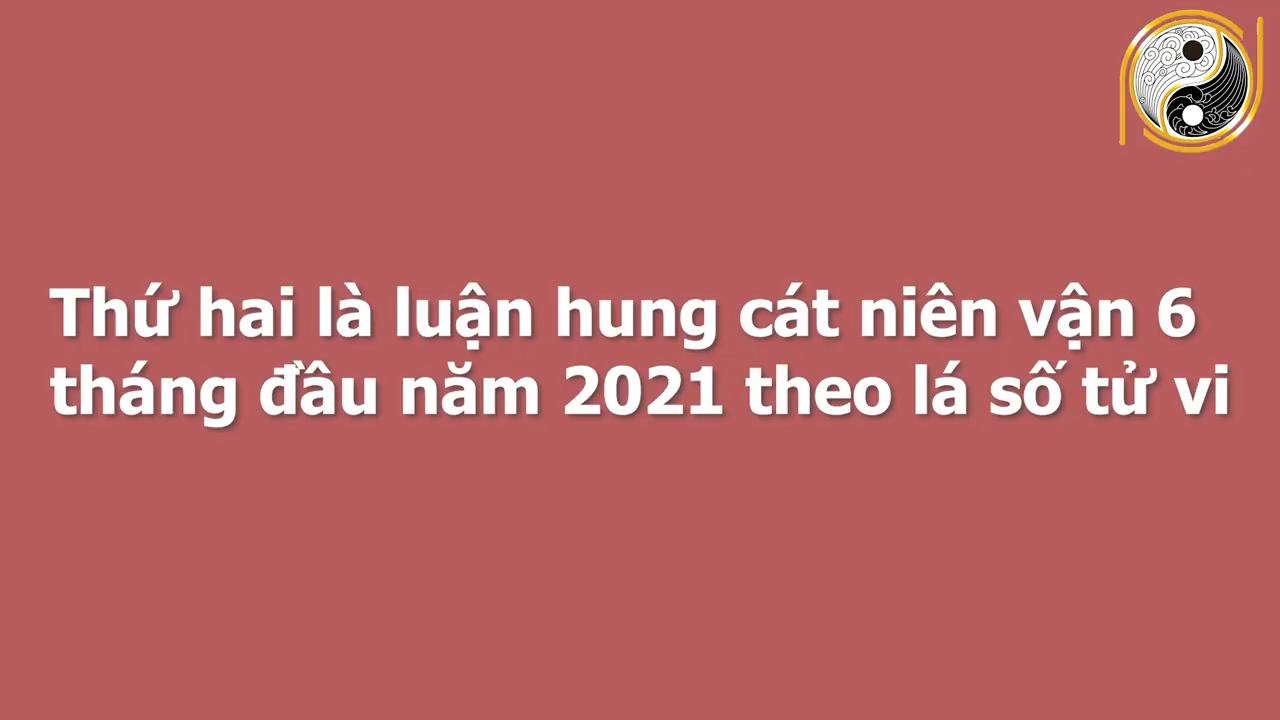 Thứ hai là luận hung cát niên vận 6
tháng đầu năm 2021 theo lá số tử vi